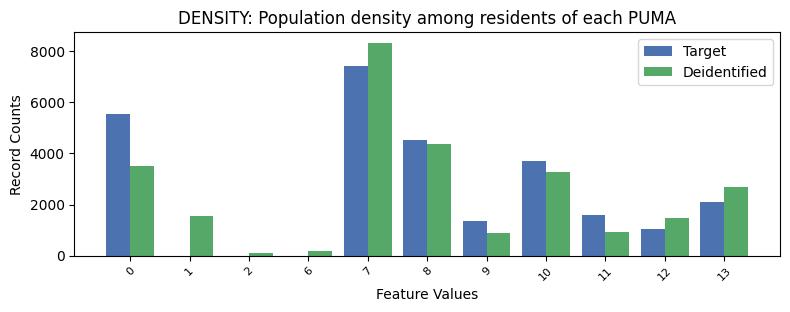 DENSITY: Population density among residents of each PUMA
Target
Deidentified
Record Counts
8000
6000
4000
2000
0
0 1 2 6 7 8 9 10 11 12 13
Feature Values